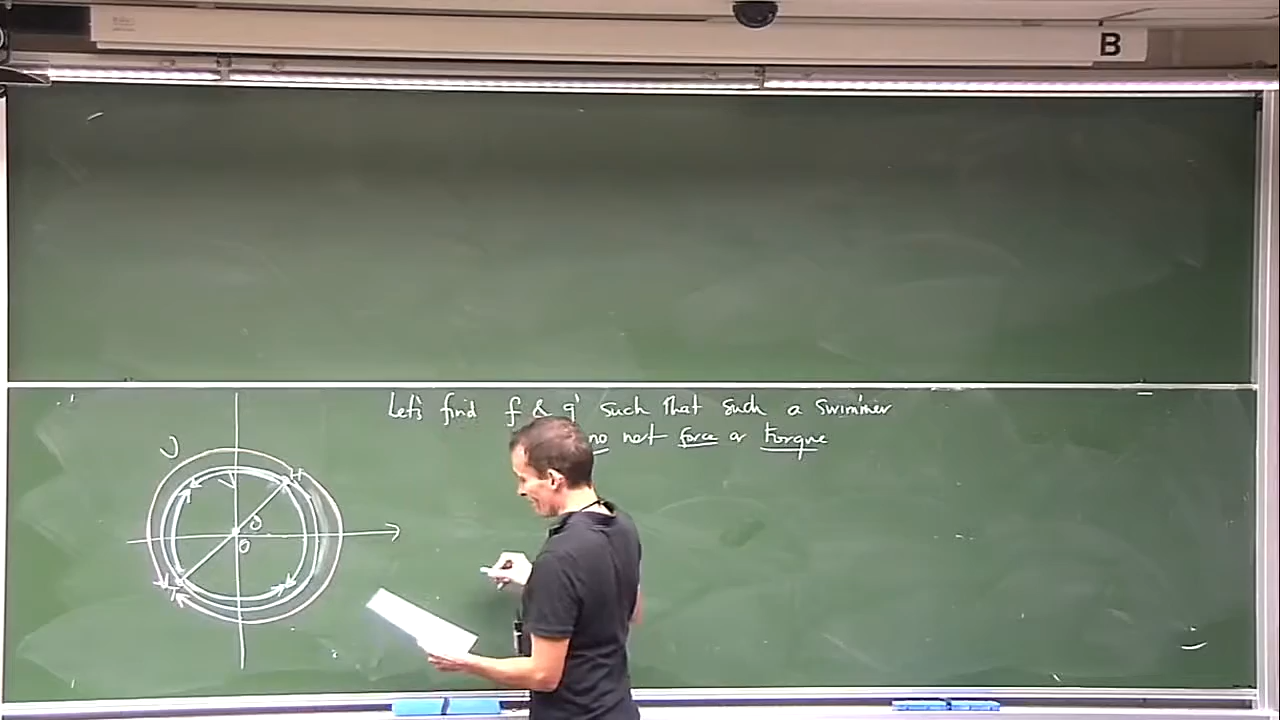 B
Let's find f & g' such that such a swimmer
no net force or torque
H
θ
O
T